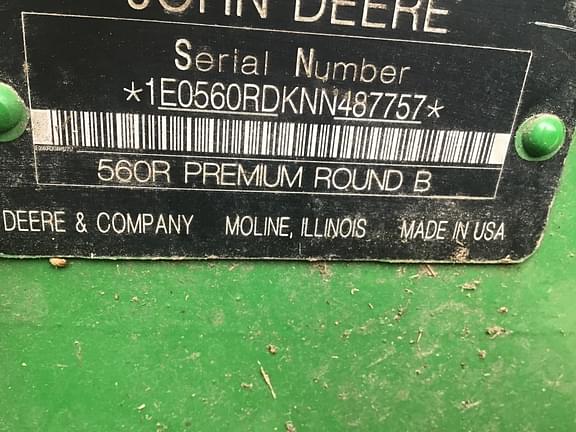 JOHN DEERE
Serial Number
*1E0560RDKNN487757*
560R PREMIUM ROUND B
DEERE & COMPANY MOLINE, ILLINOIS MADE IN USA